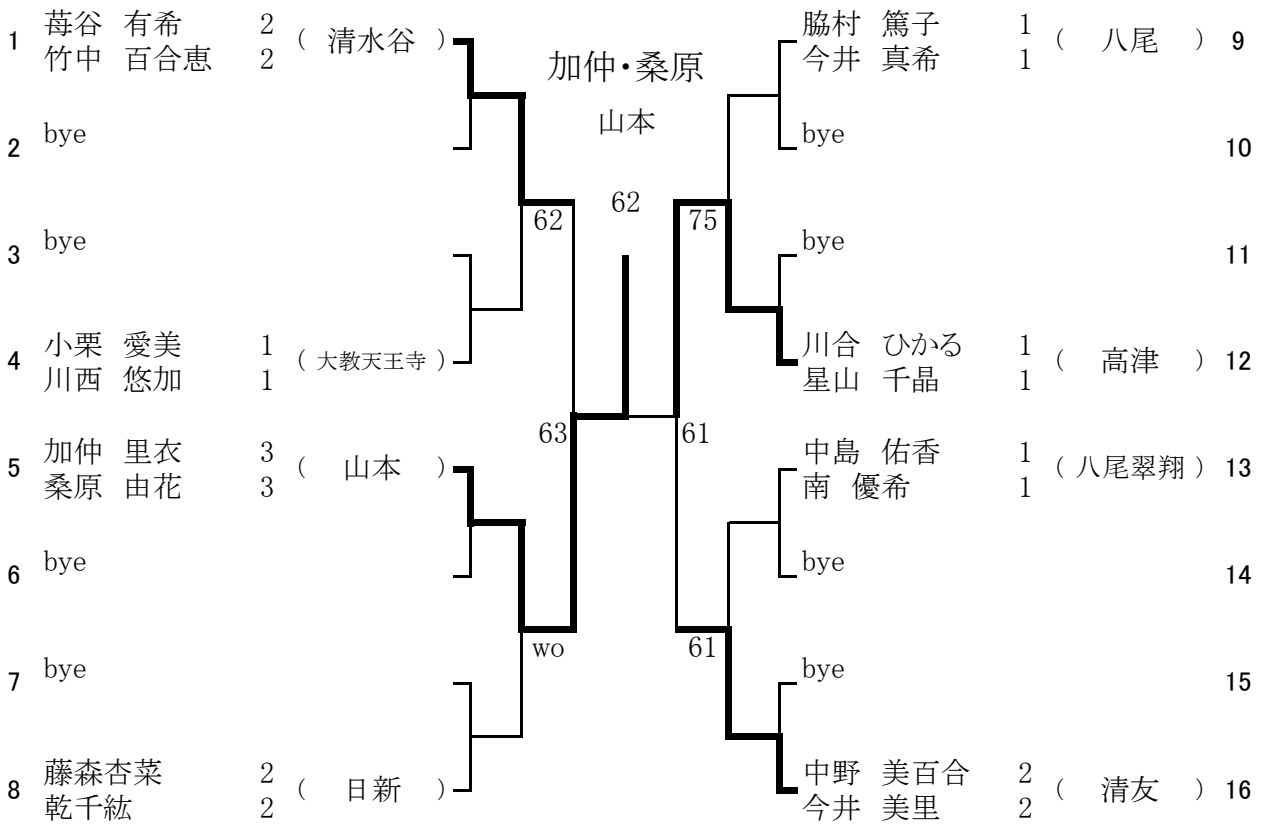 加仲・桑原
山本
62
1 苺谷 有希 2 ( 清水谷 )
竹中 百合恵 2
2 bye
62
3 bye
4 小栗 愛美 1 ( 大教天王寺 )
川西 悠加 1
63
5 加仲 里衣 3 ( 山本 )
桑原 由花 3
6 bye
wo
7 bye
8 藤森杏菜 2 ( 日新 )
乾千紘 2
脇村 篤子 1 ( 八尾 ) 9
今井 真希 1
bye 10
75
bye 11
川合 ひかる 1 ( 高津 ) 12
星山 千晶 1
61
中島 佑香 1 ( 八尾翠翔 ) 13
南 優希 1
bye 14
61
bye 15
中野 美百合 2 ( 清友 ) 16
今井 美里 2